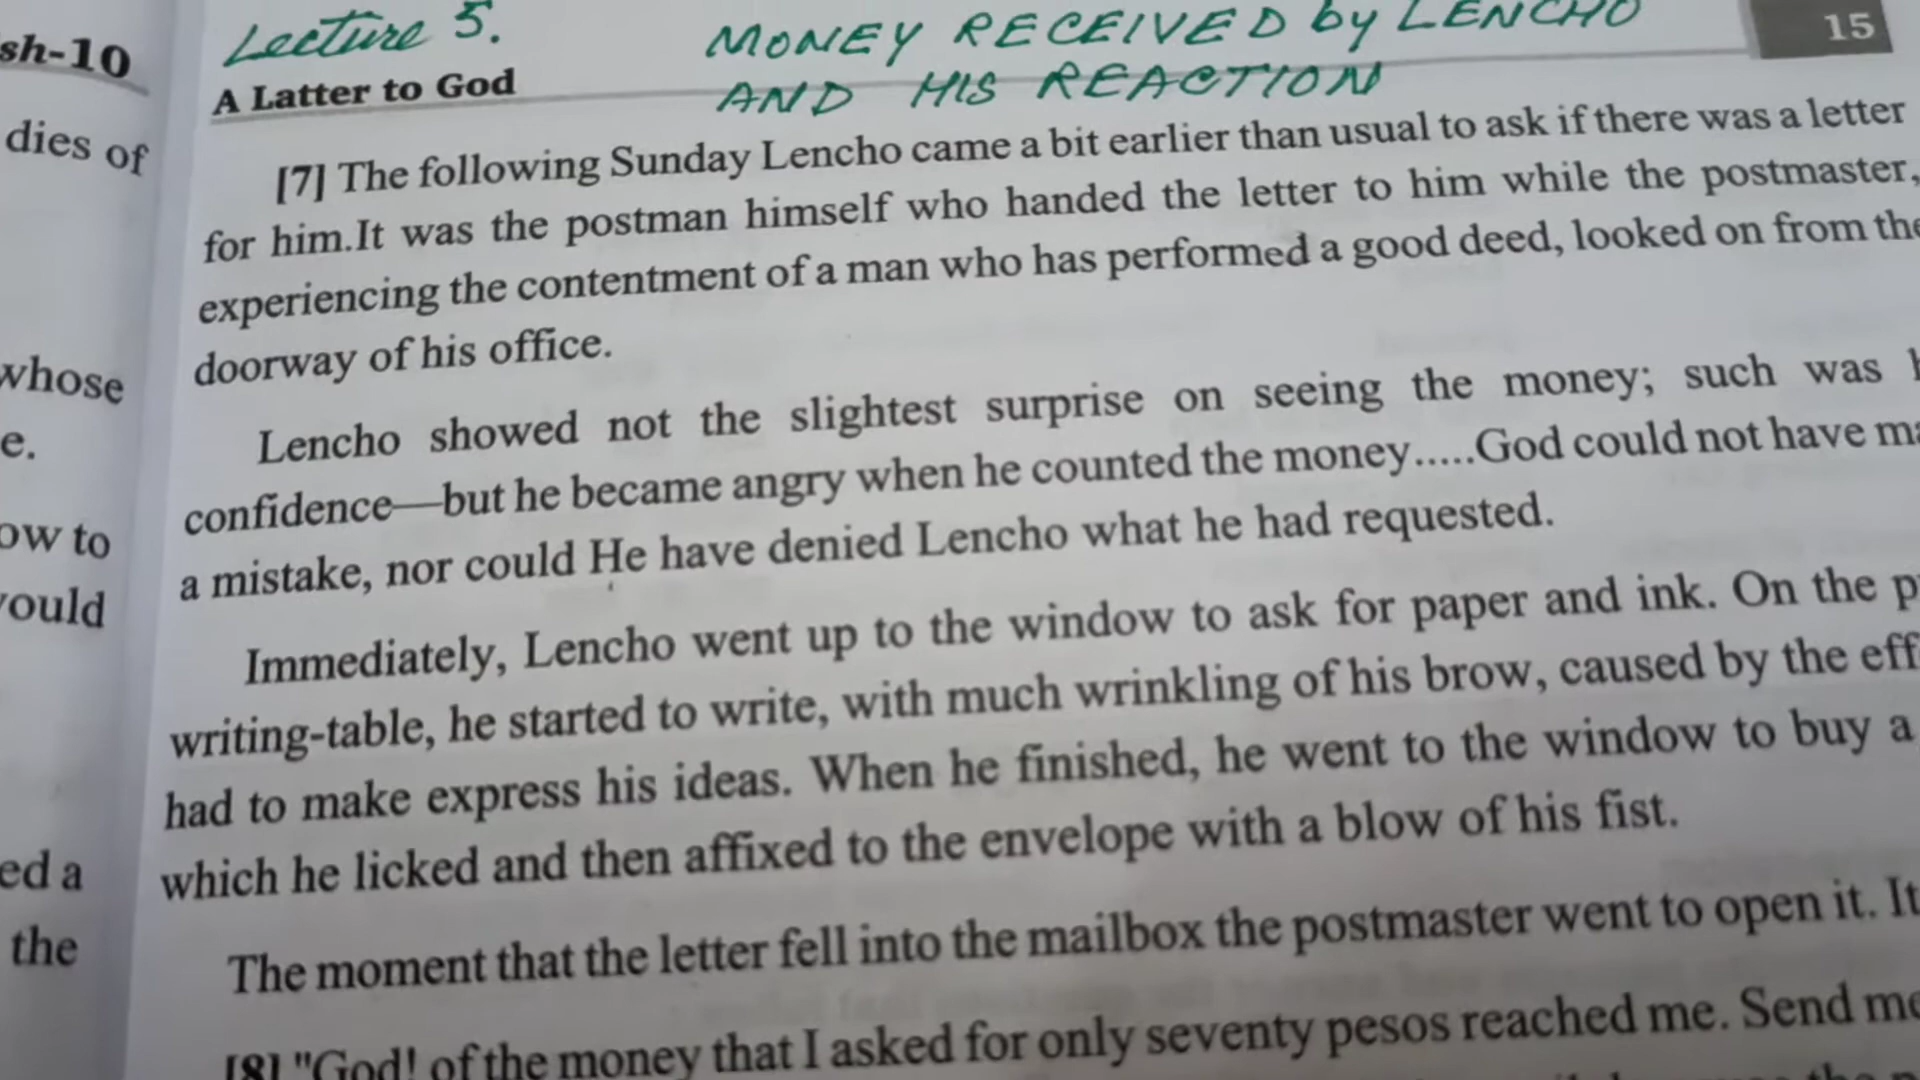 sh-10
dies of
whose
e.
ow to
ould
ed a
the
Lecture 5. MONEY RECEIVED by LENCHO
AND HIS REACTION
15
A Latter to God
[7] The following Sunday Lencho came a bit earlier than usual to ask if there was a letter
for him.It was the postman himself who handed the letter to him while the postmaster,
experiencing the contentment of a man who has performed a good deed, looked on from the
doorway of his office.
Lencho showed not the slightest surprise on seeing the money; such was
confidence—but he became angry when he counted the money.....God could not have ma
a mistake, nor could He have denied Lencho what he had requested.
Immediately, Lencho went up to the window to ask for paper and ink. On the p
writing-table, he started to write, with much wrinkling of his brow, caused by the eff
had to make express his ideas. When he finished, he went to the window to buy a
which he licked and then affixed to the envelope with a blow of his fist.
The moment that the letter fell into the mailbox the postmaster went to open it. It
[8] "God! of the money that I asked for only seventy pesos reached me. Send me